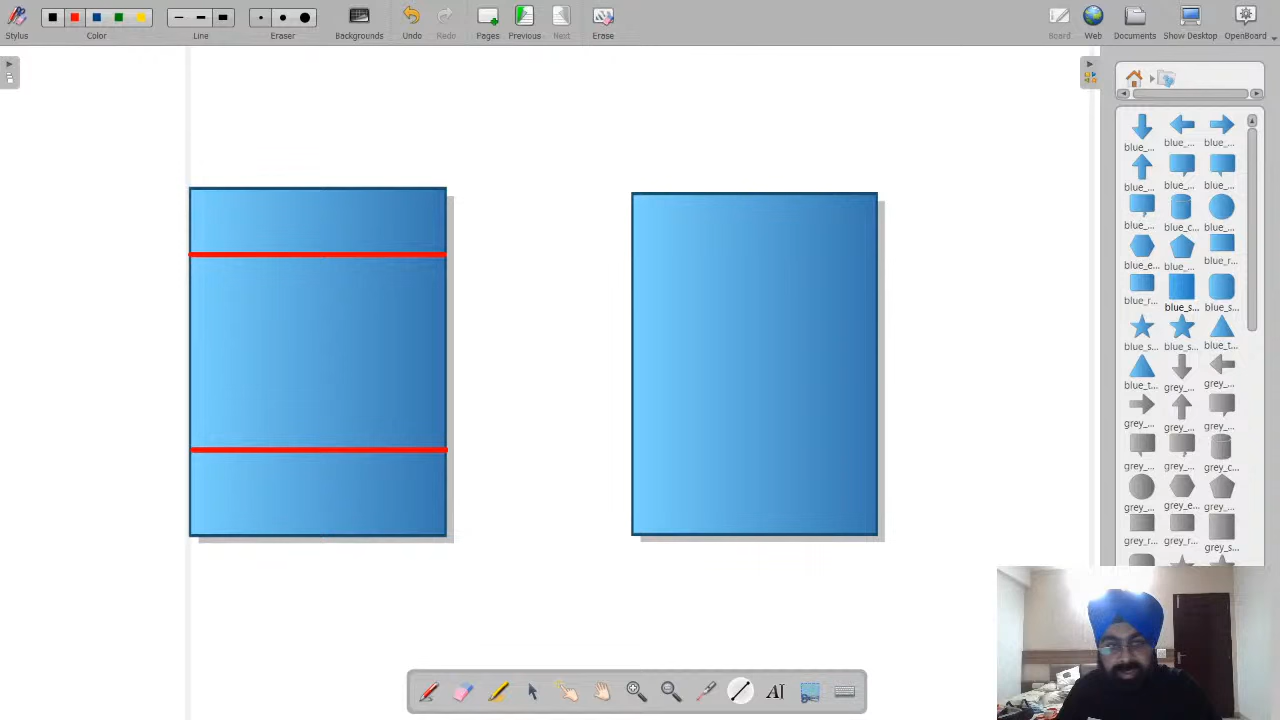 Stylus Color Line Eraser Backgrounds Undo Redo Pages Previous Next Erase Board Web Documents Show Desktop OpenBoard
blue_... blue_... blue_...
blue_... blue_... blue_...
blue_... blue_c... blue_...
blue_e... blue_... blue_r...
blue_r... blue_s... blue_s...
blue_s... blue_s... blue_t...
blue_t... grey_... grey_...
grey_... grey_... grey_...
grey_... grey_... grey_c...
grey_... grey_e... grey_...
grey_r... grey_r... grey_s...
AI